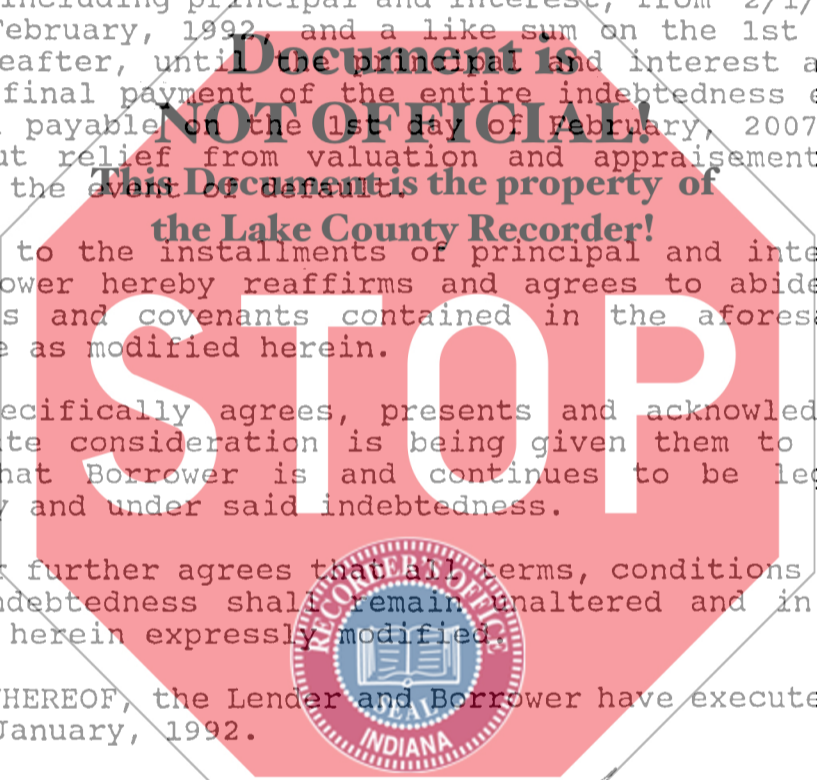 including principal and interest, from 2/1/
February, 1992, and a like sum on the 1st
eafter, until the principal and interest a
final payment of the entire indebtedness e
payable on the 1st day of February, 2007
ut relief from valuation and appraisement
the event of default.
Document is
NOT OFFICIAL!
This Document is the property of
the Lake County Recorder!
to the installments of principal and inte
ower hereby reaffirms and agrees to abide
s and covenants contained in the aforesa
e as modified herein.
STOP
ecifically agrees, presents and acknowled
te consideration is being given them to
hat Borrower is and continues to be leg
y and under said indebtedness.
r further agrees that all terms, conditions
ndebtedness shall remain unaltered and in
herein expressly modified.
RECORDER'S OFFICE
SEAL
INDIANA
WHEREOF, the Lender and Borrower have execute
January, 1992.